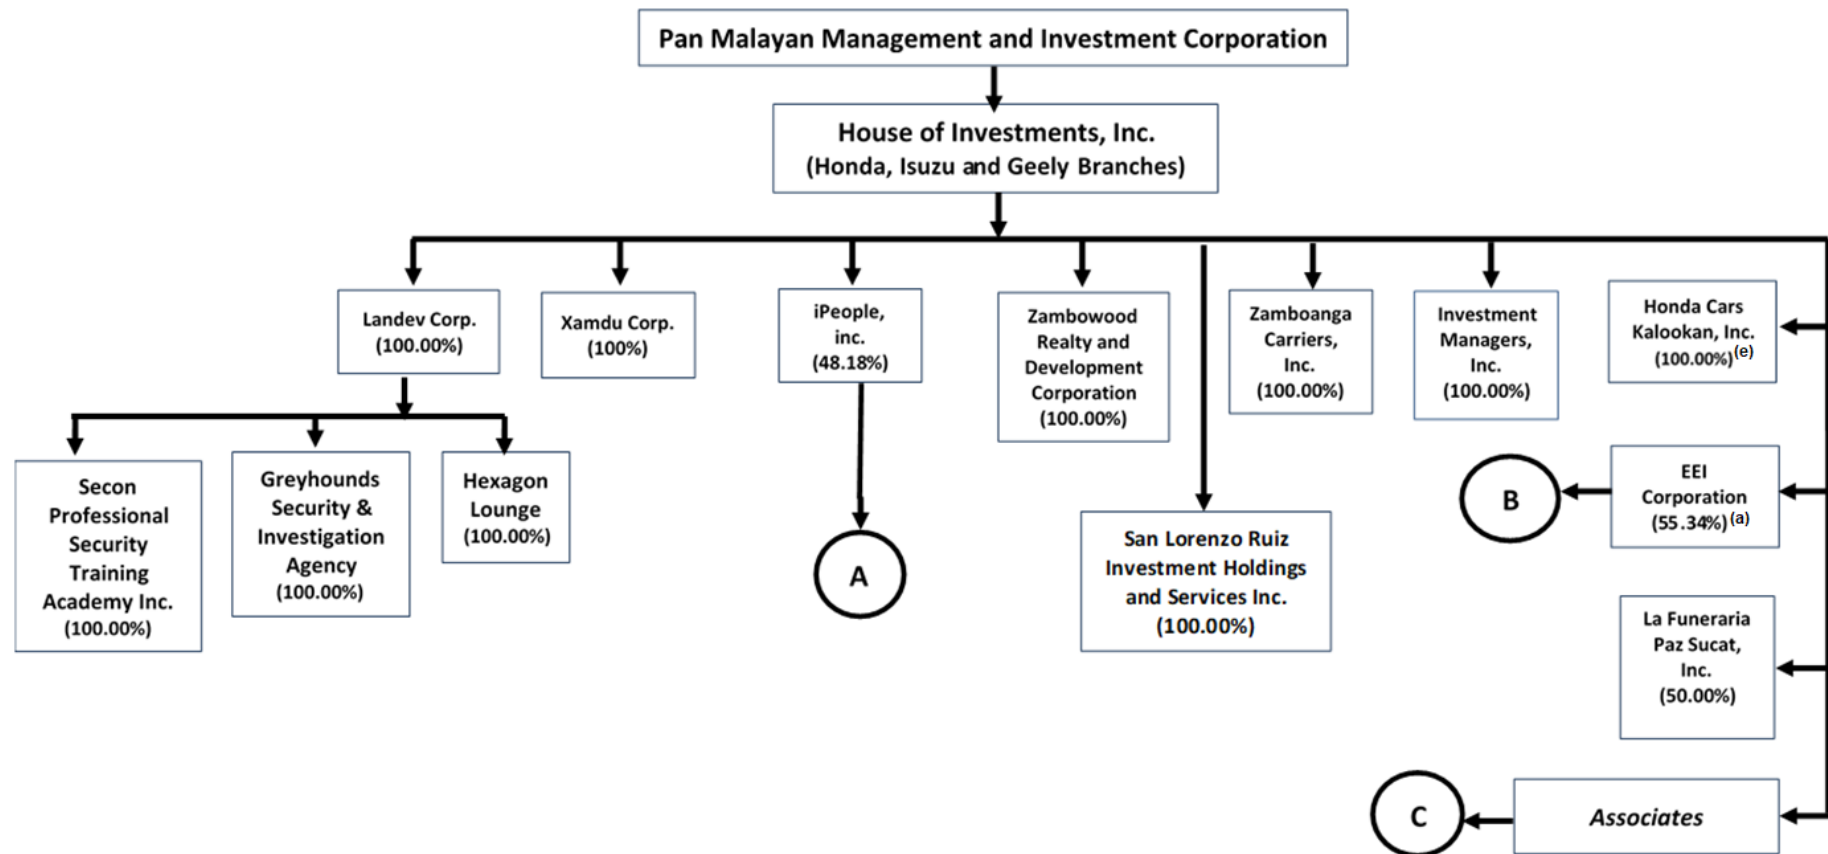 Pan Malayan Management and Investment Corporation
House of Investments, Inc.
(Honda, Isuzu and Geely Branches)
Landev Corp.
(100.00%)
Xamdu Corp.
(100%)
iPeople,
inc.
(48.18%)
Zambowood
Realty and
Development
Corporation
(100.00%)
Zamboanga
Carriers,
Inc.
(100.00%)
Investment
Managers,
Inc.
(100.00%)
Honda Cars
Kalookan, Inc.
(100.00%)(e)
Secon
Professional
Security
Training
Academy Inc.
(100.00%)
Greyhounds
Security &
Investigation
Agency
(100.00%)
Hexagon
Lounge
(100.00%)
A
San Lorenzo Ruiz
Investment Holdings
and Services Inc.
(100.00%)
B
EEI
Corporation
(55.34%)(a)
La Funeraria
Paz Sucat,
Inc.
(50.00%)
C
Associates